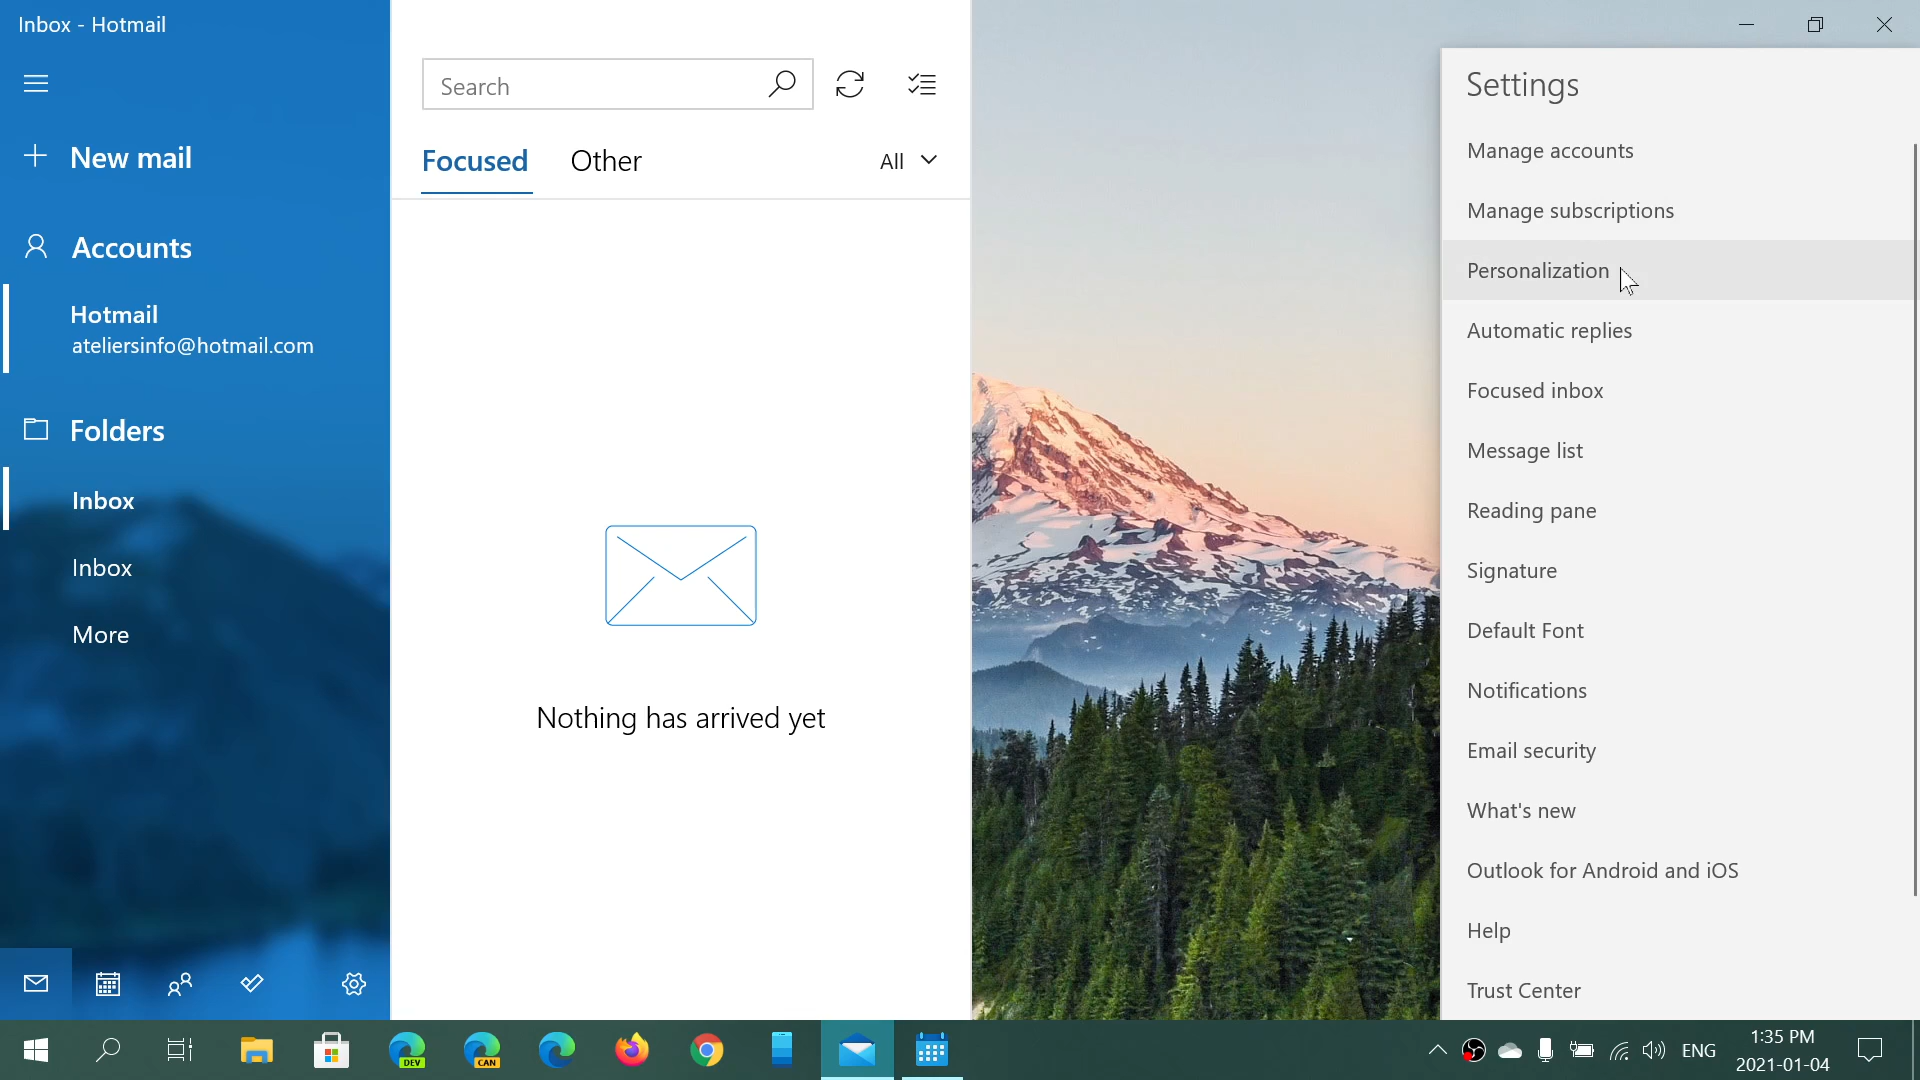 Inbox - Hotmail
New mail
Accounts
Hotmail
ateliersinfo@hotmail.com
Folders
Inbox
Inbox
More
Search
Focused
Other
All
Nothing has arrived yet
Settings
Manage accounts
Manage subscriptions
Personalization
Automatic replies
Focused inbox
Message list
Reading pane
Signature
Default Font
Notifications
Email security
What's new
Outlook for Android and iOS
Help
Trust Center
DEV
CAN
ENG
1:35 PM
2021-01-04